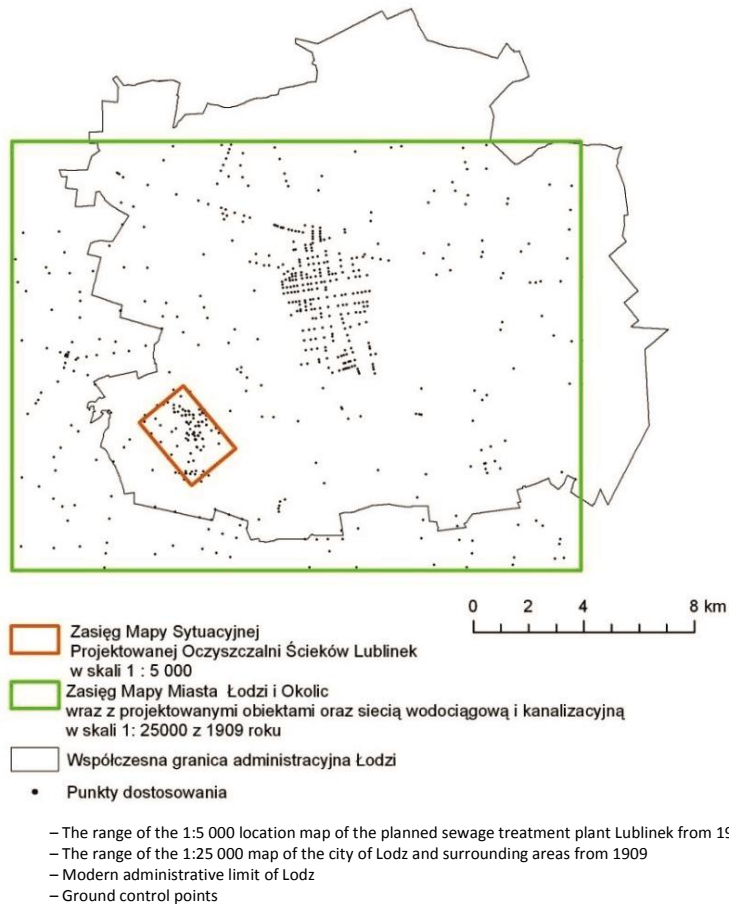 0 2 4 8 km
Zasięg Mapy Sytuacyjnej
Projektowanej Oczyszczalni Ścieków Lublinek
w skali 1 : 5 000
Zasięg Mapy Miasta Łodzi i Okolic
wraz z projektowanymi obiektami oraz siecią wodociągową i kanalizacyjną
w skali 1: 25000 z 1909 roku
Współczesna granica administracyjna Łodzi
Punkty dostosowania
– The range of the 1:5 000 location map of the planned sewage treatment plant Lublinek from
– The range of the 1:25 000 map of the city of Lodz and surrounding areas from 1909
– Modern administrative limit of Lodz
– Ground control points